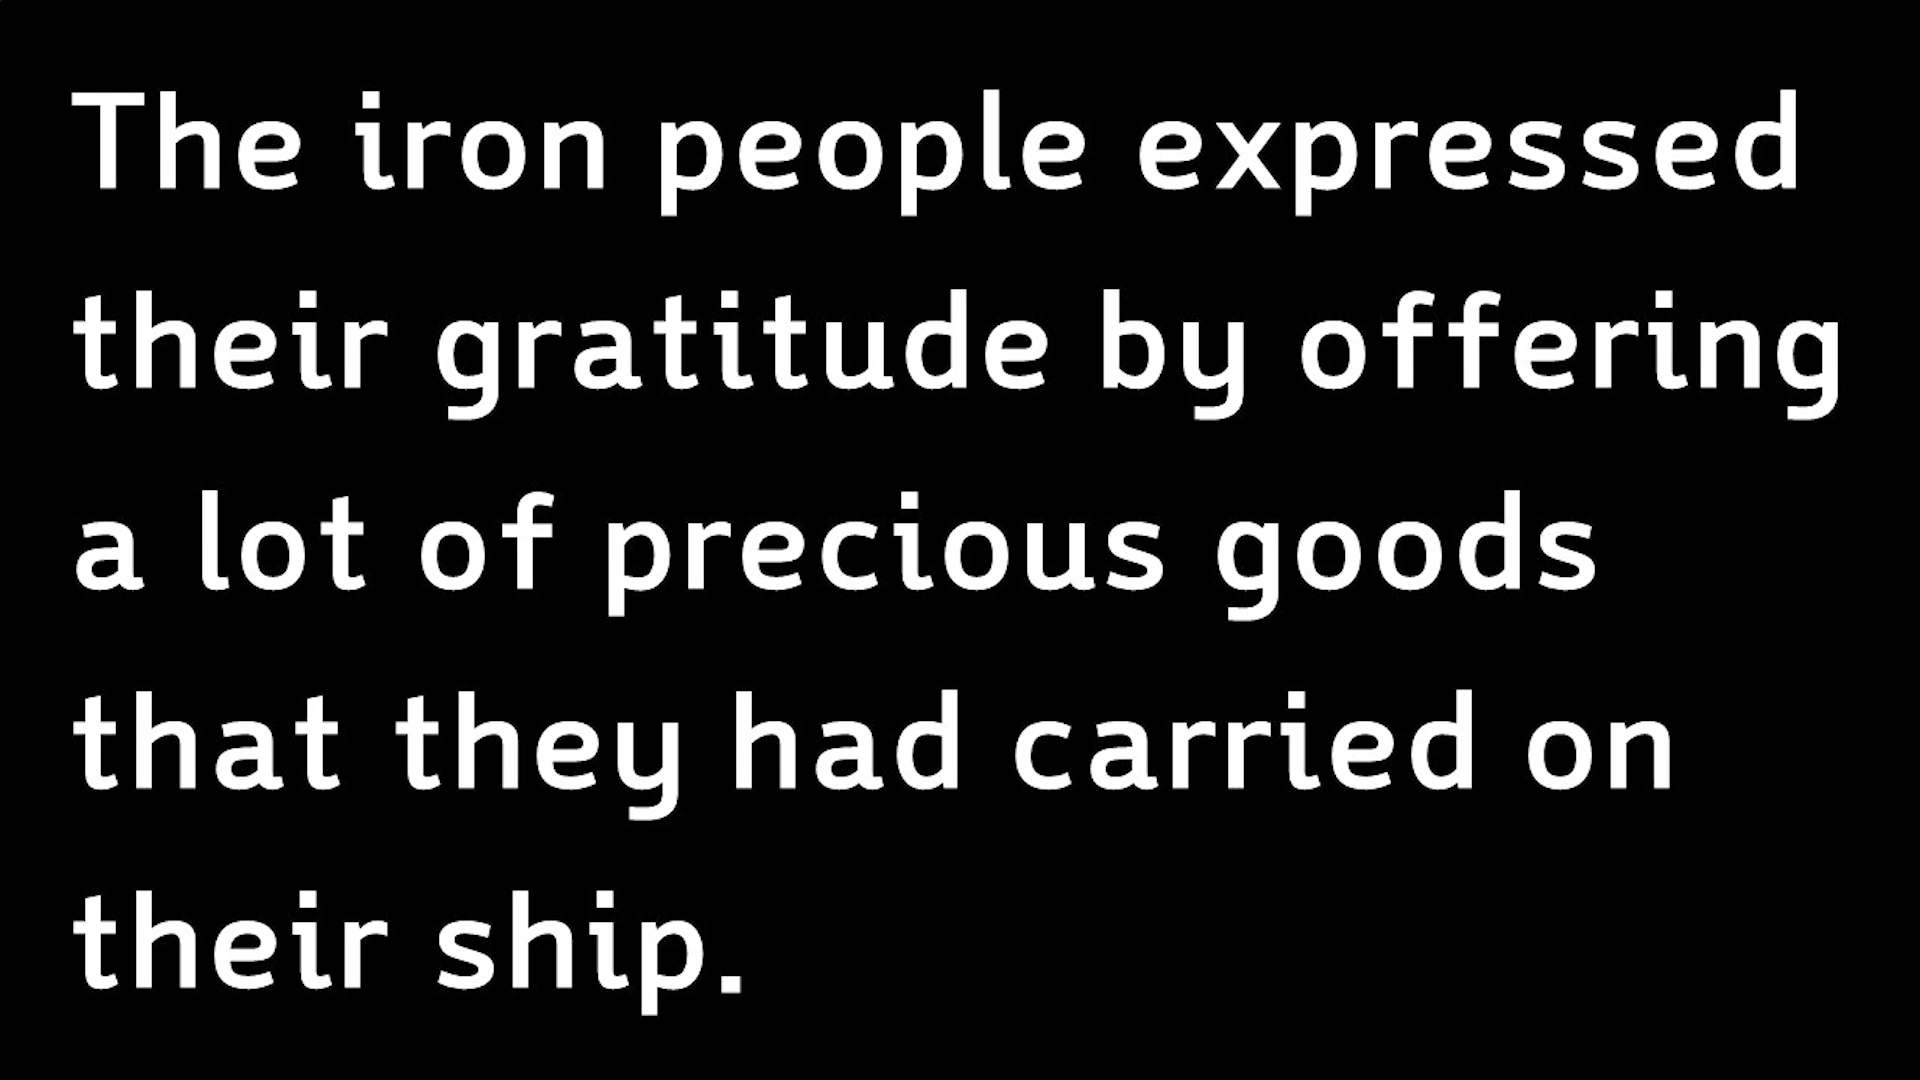 The iron people expressed
their gratitude by offering
a lot of precious goods
that they had carried on
their ship.